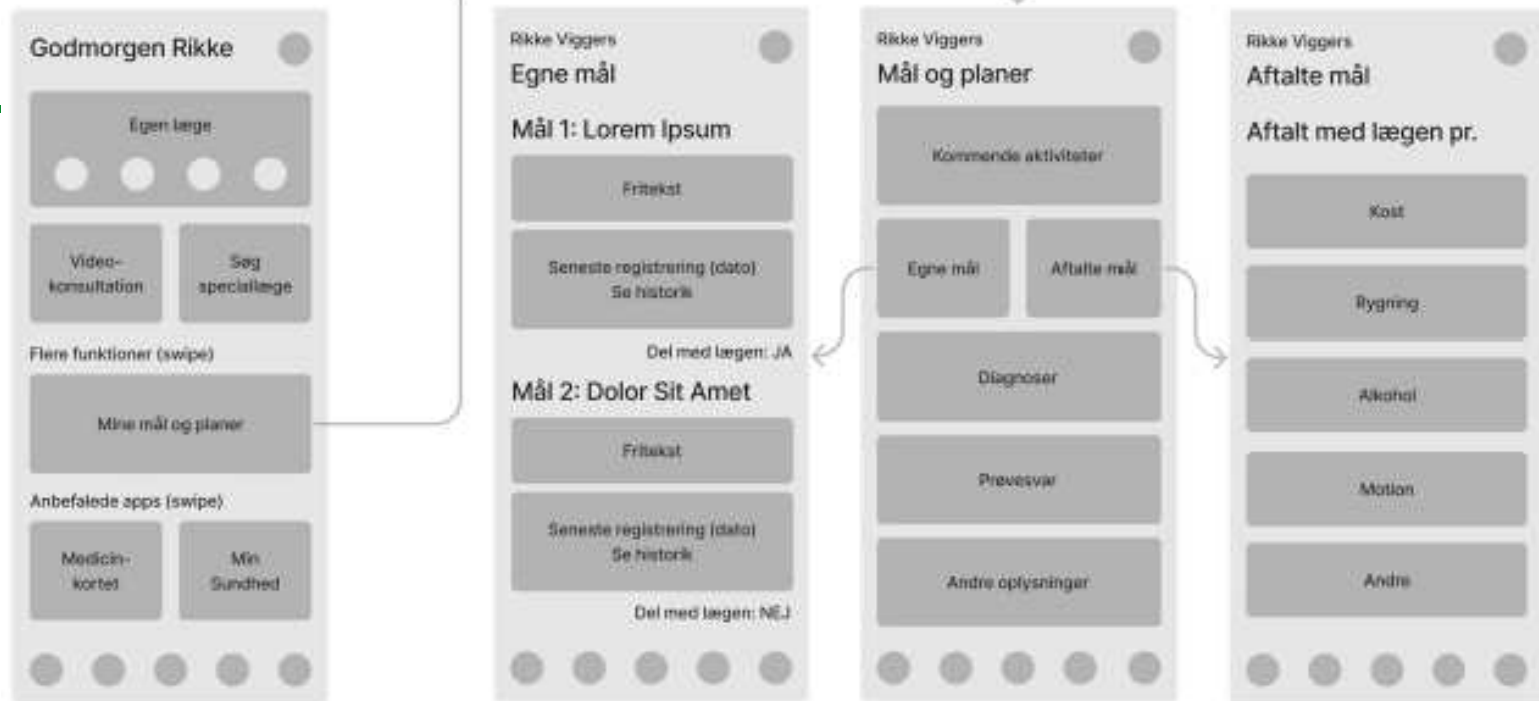 Godmorgen Rikke
Egen læge
Video-
konsultation
Søg
speciallæge
Flere funktioner (swipe)
Mine mål og planer
Anbefalede apps (swipe)
Medicin-
kortet
Min
Sundhed
Rikke Viggers
Egne mål
Mål 1: Lorem Ipsum
Fritekst
Seneste registrering (dato)
Se historik
Del med lægen: JA
Mål 2: Dolor Sit Amet
Fritekst
Seneste registrering (dato)
Se historik
Del med lægen: NEJ
Rikke Viggers
Mål og planer
Kommende aktiviteter
Egne mål
Aftalte mål
Diagnoser
Prøvesvar
Andre oplysninger
Rikke Viggers
Aftalte mål
Aftalt med lægen pr.
Kost
Rygning
Alkohol
Motion
Andre